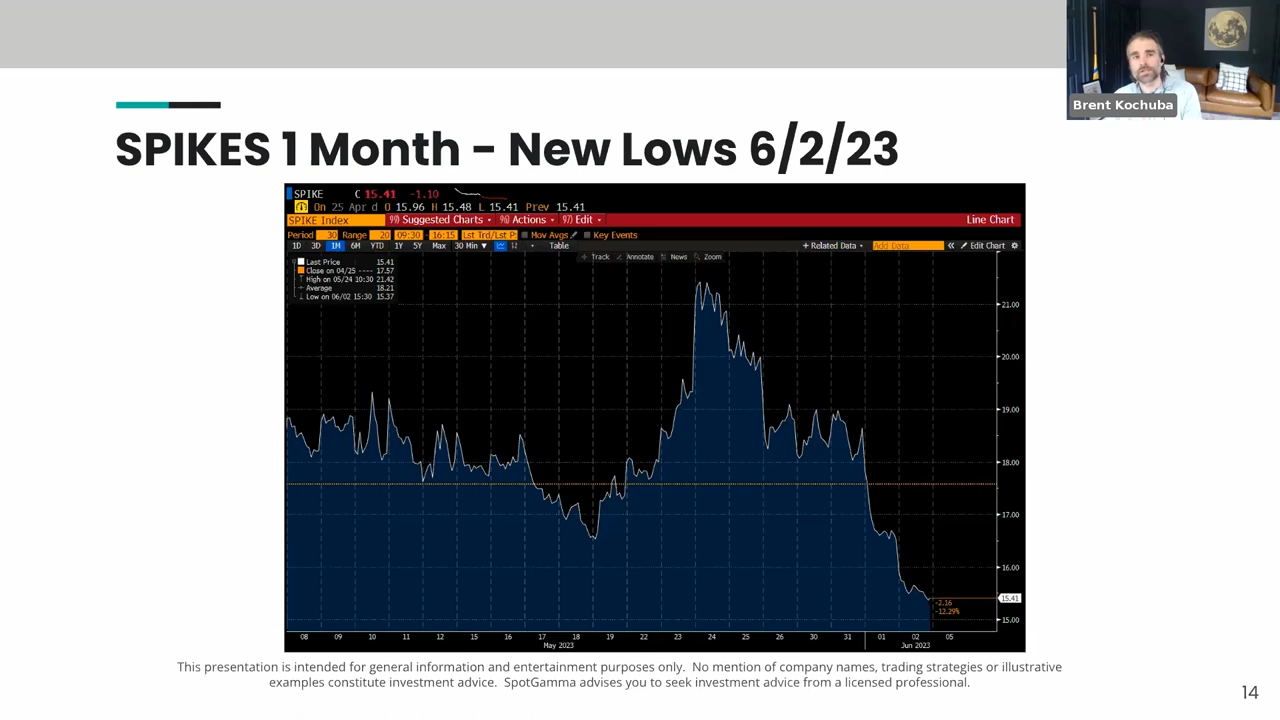 Brent Kochuba
SPIKES 1 Month - New Lows 6/2/23
SPIKE C 15.41 -1.10
On 25 Apr d O 15.96 H 15.48 L 15.41 Prev 15.41
SPIKE Index 99) Suggested Charts 96) Actions 97) Edit Line Chart
Period 30 Range 20 09:30 - 16:15 Lst Trd/Lst P: Mov Avgs Key Events
1D 3D 1M 6M YTD 1Y 5Y Max 30 Min ▼ Table + Related Data Add Data « Edit Chart
Track Annotate News Zoom
Last Price 15.41
Close on 04/25 ---- 17.57
High on 05/24 10:30 21.42
Average 18.21
Low on 06/02 15:30 15.37
21.00
20.00
19.00
18.00
17.00
16.00
15.41
-2.16
-12.29%
15.00
08 09 10 11 12 15 16 17 18 19 22 23 24 25 26 30 31 01 02 05
May 2023 Jun 2023
This presentation is intended for general information and entertainment purposes only. No mention of company names, trading strategies or illustrative
examples constitute investment advice. SpotGamma advises you to seek investment advice from a licensed professional.
14